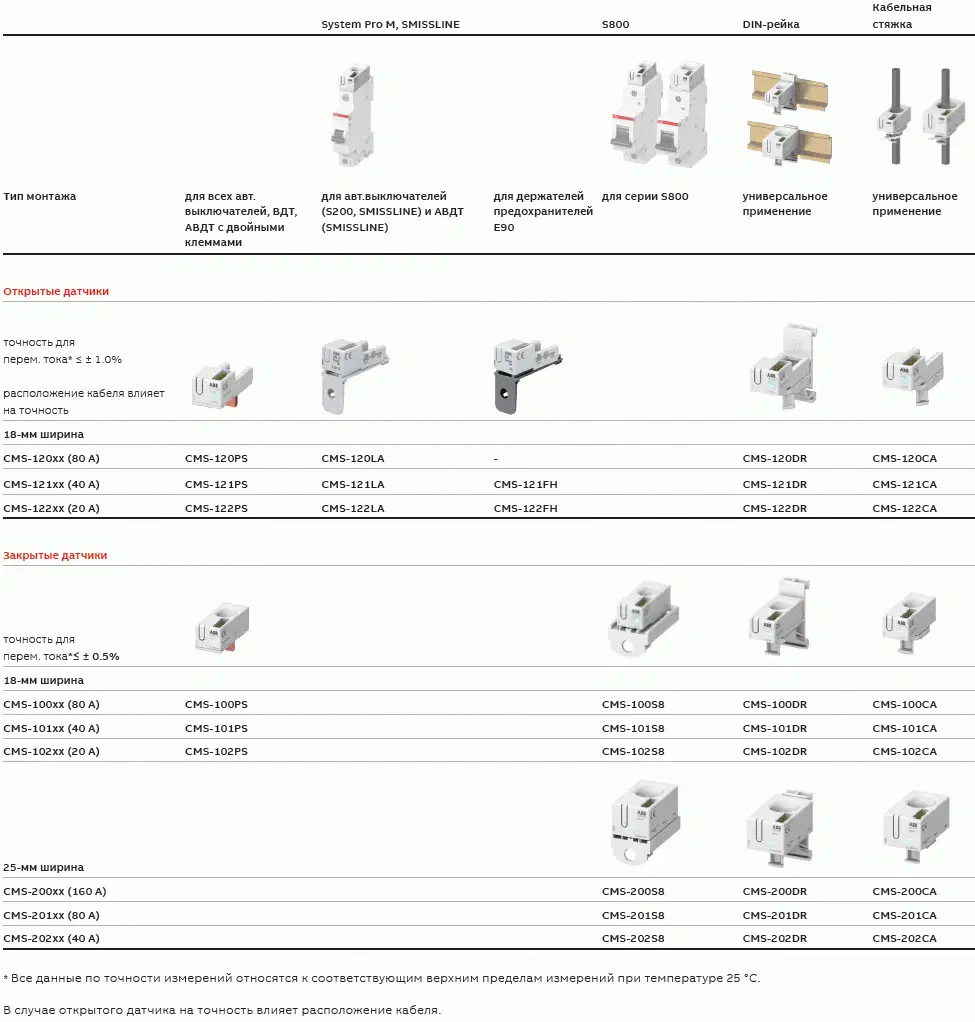 System Pro M, SMISSLINE S800 DIN-рейка Кабельная
стяжка
Тип монтажа для всех авт. для авт.выключателей для держателей для серии S800 универсальное универсальное
выключателей, ВДТ, (S200, SMISSLINE) и АВДТ предохранителей применение применение
АВДТ с двойными (SMISSLINE) E90
клеммами
Открытые датчики
точность для
перем. тока* ≤ ± 1.0%
расположение кабеля влияет
на точность
18-мм ширина
CMS-120xx (80 A) CMS-120PS CMS-120LA - CMS-120DR CMS-120CA
CMS-121xx (40 A) CMS-121PS CMS-121LA CMS-121FH CMS-121DR CMS-121CA
CMS-122xx (20 A) CMS-122PS CMS-122LA CMS-122FH CMS-122DR CMS-122CA
Закрытые датчики
точность для
перем. тока*≤ ± 0.5%
18-мм ширина
CMS-100xx (80 A) CMS-100PS CMS-100S8 CMS-100DR CMS-100CA
CMS-101xx (40 A) CMS-101PS CMS-101S8 CMS-101DR CMS-101CA
CMS-102xx (20 A) CMS-102PS CMS-102S8 CMS-102DR CMS-102CA
25-мм ширина
CMS-200xx (160 A) CMS-200S8 CMS-200DR CMS-200CA
CMS-201xx (80 A) CMS-201S8 CMS-201DR CMS-201CA
CMS-202xx (40 A) CMS-202S8 CMS-202DR CMS-202CA
* Все данные по точности измерений относятся к соответствующим верхним пределам измерений при температуре 25 °C.
В случае открытого датчика на точность влияет расположение кабеля.